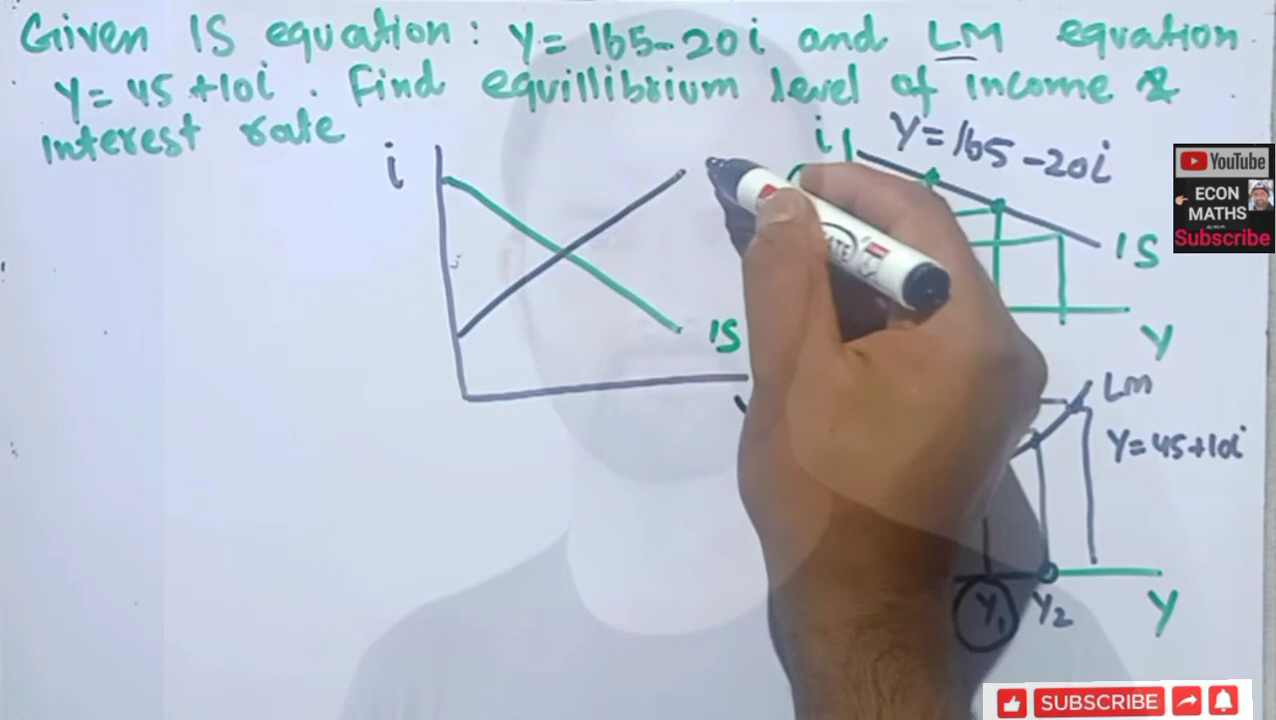 Given IS equation: Y= 165-20i and LM equation
Y= 45+10i. Find equillibrium level of income &
interest rate
i
Y=165-20i
i
YouTube
ECON
MATHS
Subscribe
IS
IS
Y
LM
Y=45+10i
Y1 Y2
Y
SUBSCRIBE